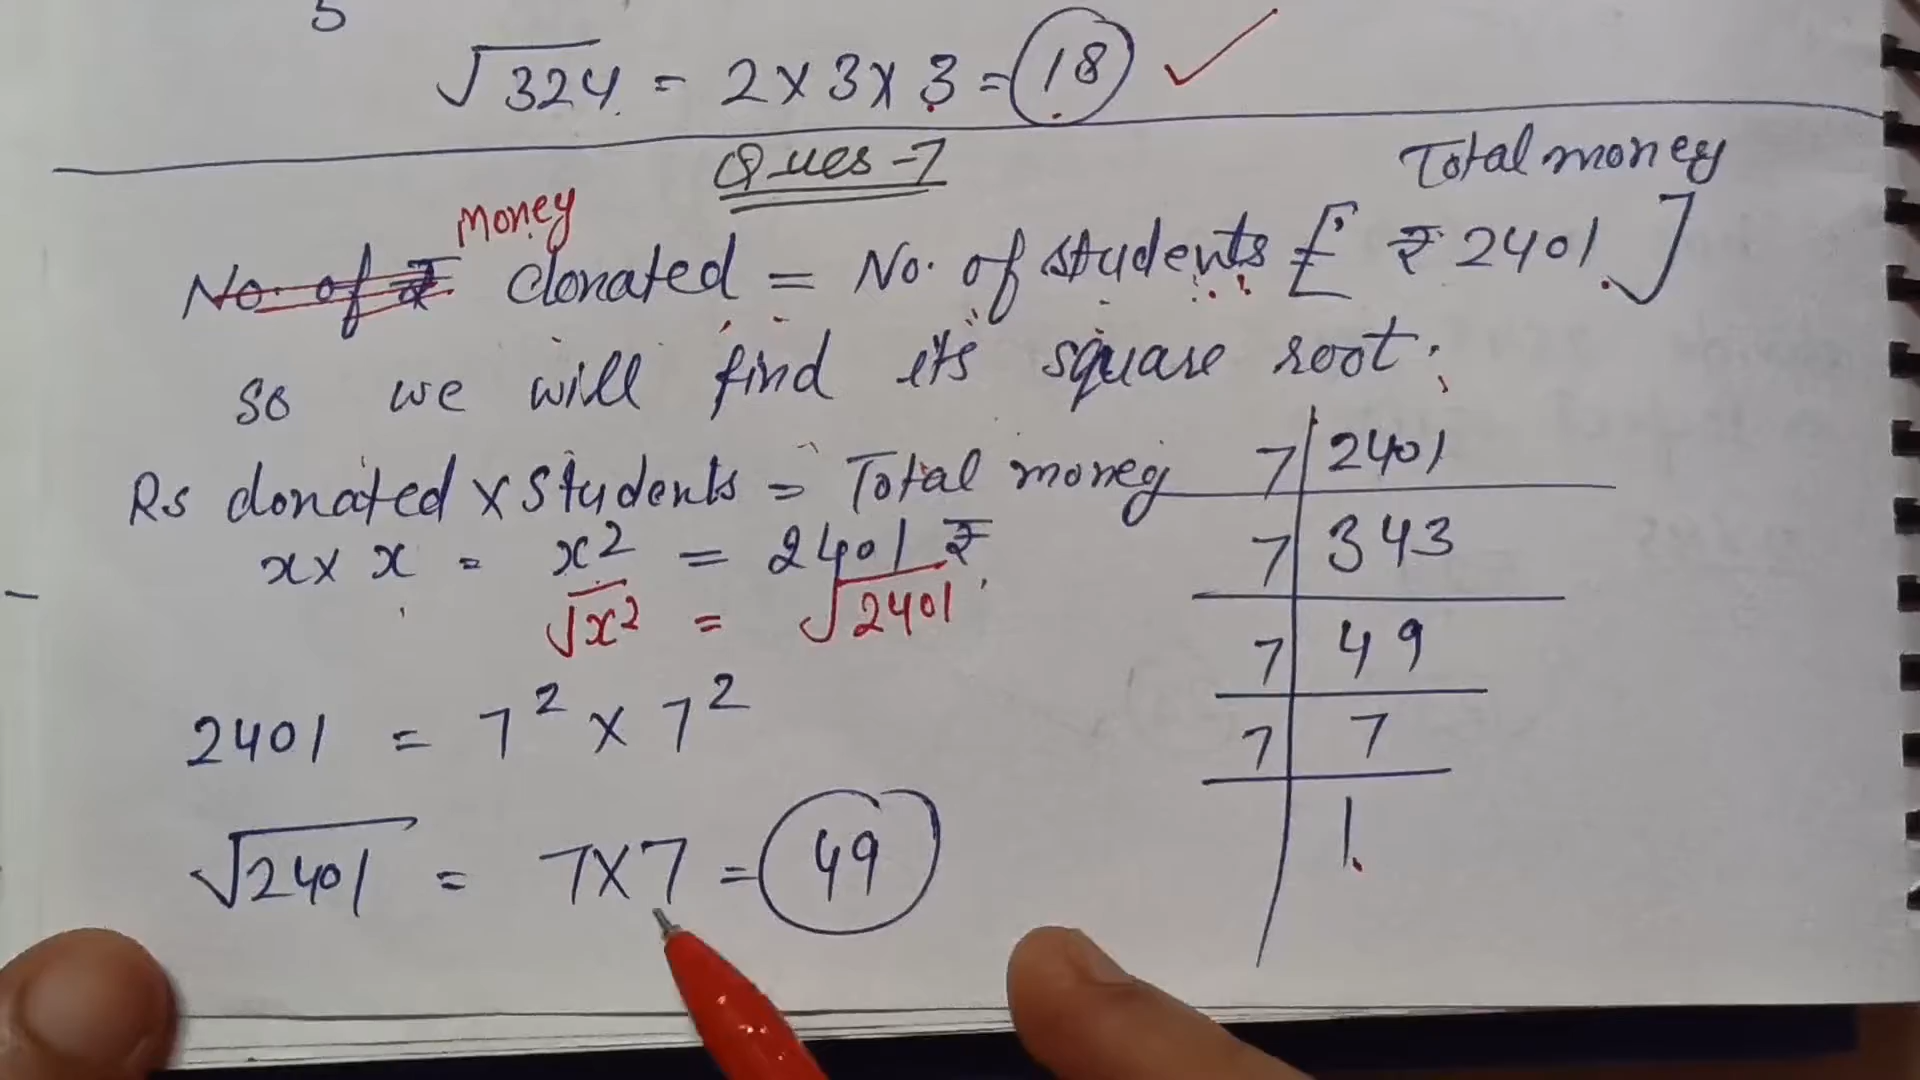 5
√324 = 2 x 3 x 3 = 18 ✓
Ques-7
Total money
money
No. of ₹ donated = No. of students [ ₹ 2401 ]
so we will find its square root.
Rs donated x students = Total money
x x x = x² = 2401 ₹
√x² = √2401
2401 = 7² x 7²
√2401 = 7 x 7 = 49
7 | 2401
7 | 343
7 | 49
7 | 7
1